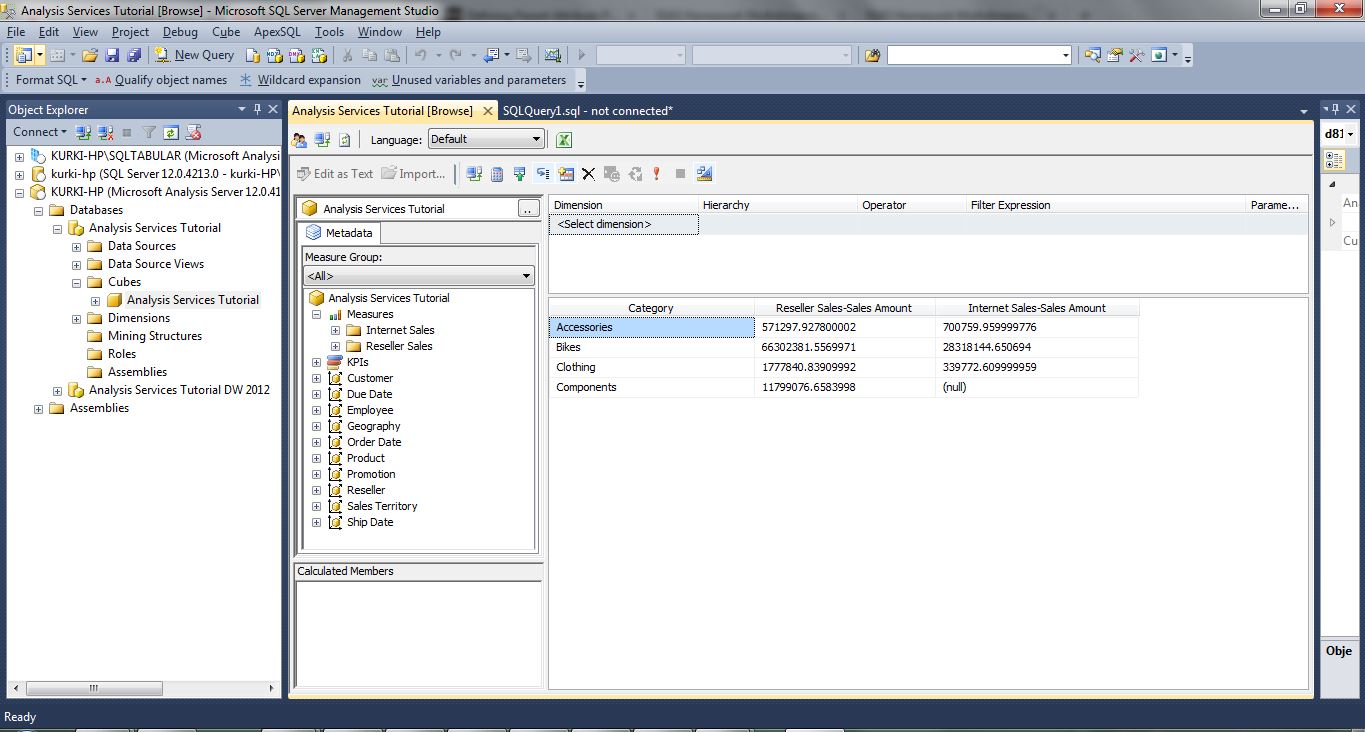 Analysis Services Tutorial [Browse] - Microsoft SQL Server Management Studio
File Edit View Project Debug Cube ApexSQL Tools Window Help
New Query
Format SQL a.A Qualify object names Wildcard expansion var Unused variables and parameters
Object Explorer
Connect
KURKI-HP\SQLTABULAR (Microsoft Analysi
kurki-hp (SQL Server 12.0.4213.0 - kurki-HP\
KURKI-HP (Microsoft Analysis Server 12.0.41
Databases
Analysis Services Tutorial
Data Sources
Data Source Views
Cubes
Analysis Services Tutorial
Dimensions
Mining Structures
Roles
Assemblies
Analysis Services Tutorial DW 2012
Assemblies
Analysis Services Tutorial [Browse] SQLQuery1.sql - not connected*
Language: Default
Edit as Text Import...
Analysis Services Tutorial ..
Metadata
Measure Group:
<All>
Analysis Services Tutorial
Measures
Internet Sales
Reseller Sales
KPIs
Customer
Due Date
Employee
Geography
Order Date
Product
Promotion
Reseller
Sales Territory
Ship Date
Calculated Members
Dimension Hierarchy Operator Filter Expression Parame...
<Select dimension>
Category Reseller Sales-Sales Amount Internet Sales-Sales Amount
Accessories 571297.927800002 700759.959999776
Bikes 66302381.5569971 28318144.650694
Clothing 1777840.83909992 339772.609999959
Components 11799076.6583998 (null)
d81
An
Cu
Obje
Ready